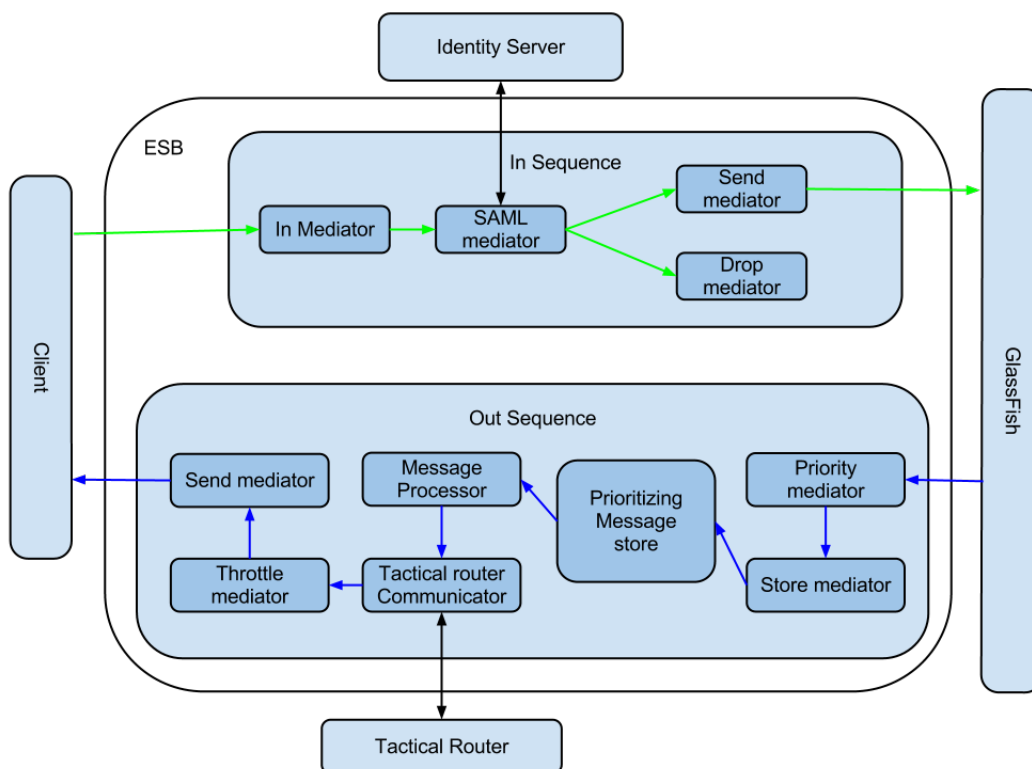 Identity Server
ESB
In Sequence
Send
mediator
In Mediator
SAML
mediator
Drop
mediator
Client
GlassFish
Out Sequence
Send mediator
Message
Processor
Prioritizing
Message
store
Priority
mediator
Throttle
mediator
Tactical router
Communicator
Store mediator
Tactical Router